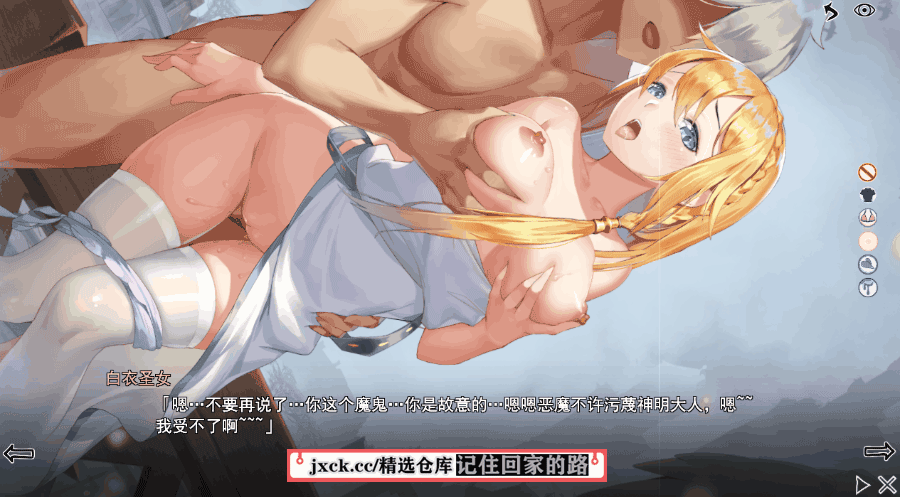 白衣圣女
「嗯…不要再说了…你这个魔鬼…你是故意的…嗯嗯恶魔不许污蔑神明大人，嗯~~
我受不了啊~~~」
jxck.cc/精选仓库 记住回家的路